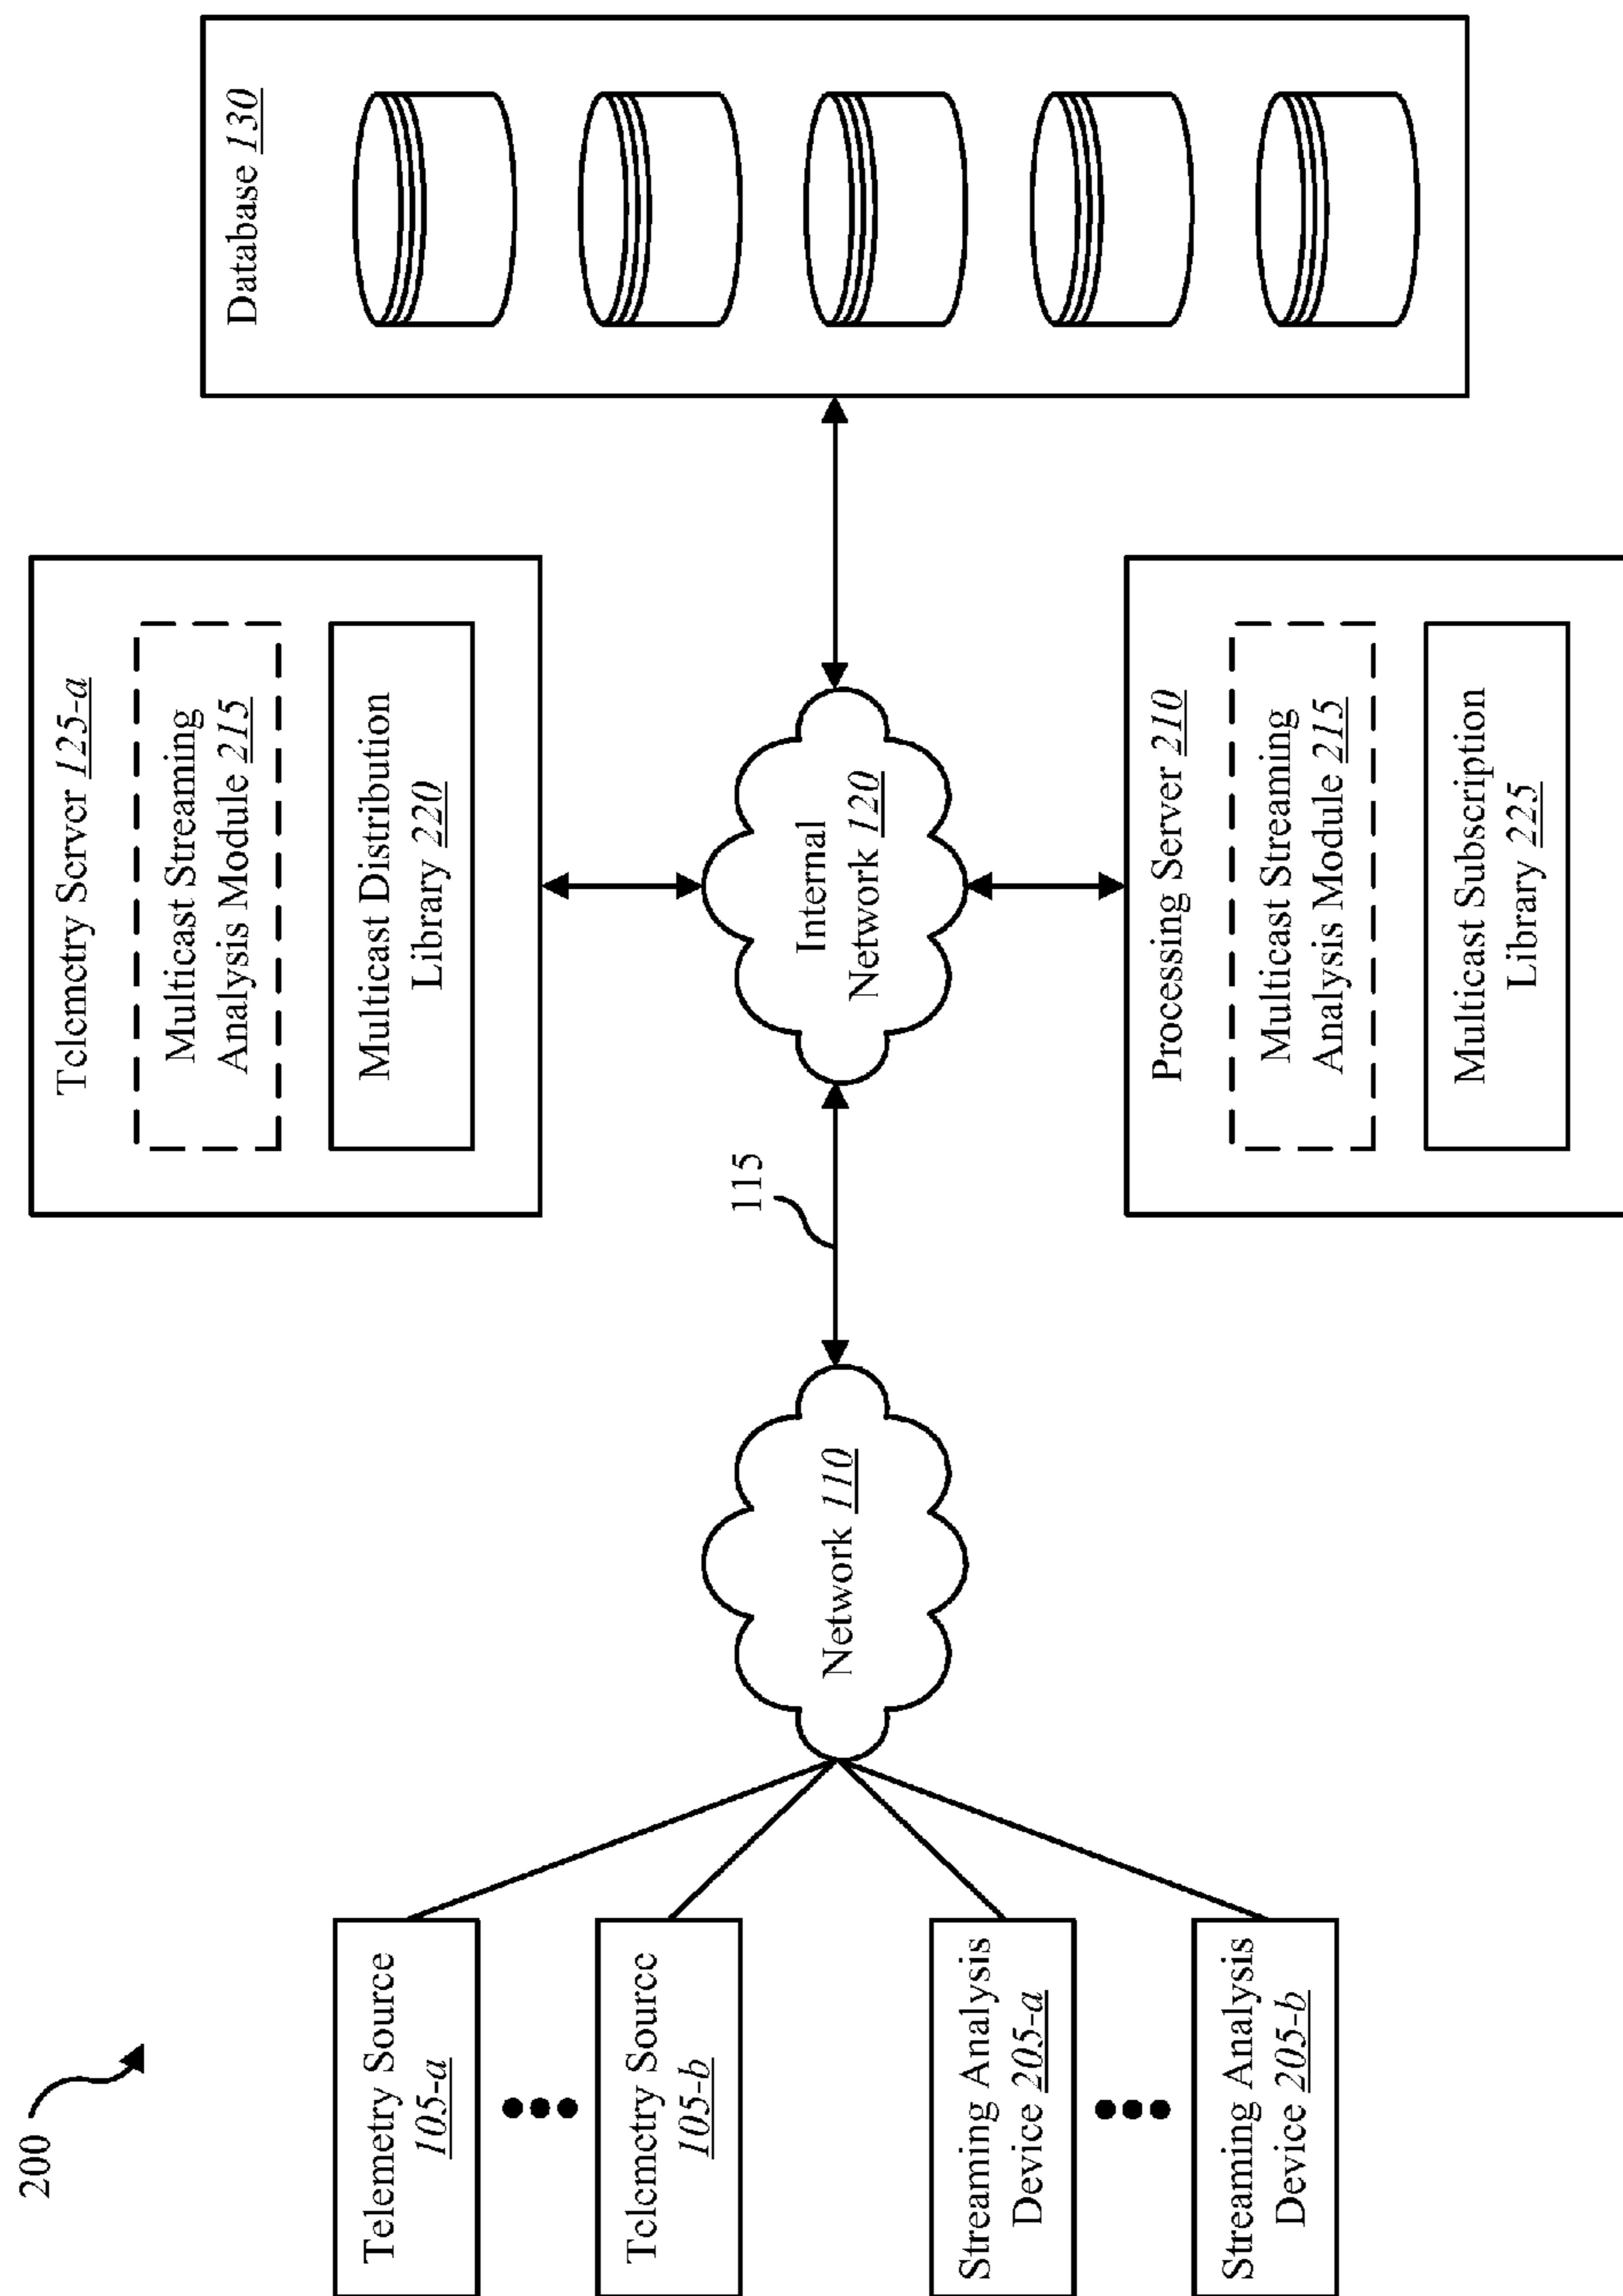 200
Telemetry Source
105-a
Telemetry Source
105-b
Streaming Analysis
Device 205-a
Streaming Analysis
Device 205-b
Network 110
115
Internal
Network 120
Telemetry Server 125-a
Multicast Streaming
Analysis Module 215
Multicast Distribution
Library 220
Processing Server 210
Multicast Streaming
Analysis Module 215
Multicast Subscription
Library 225
Database 130